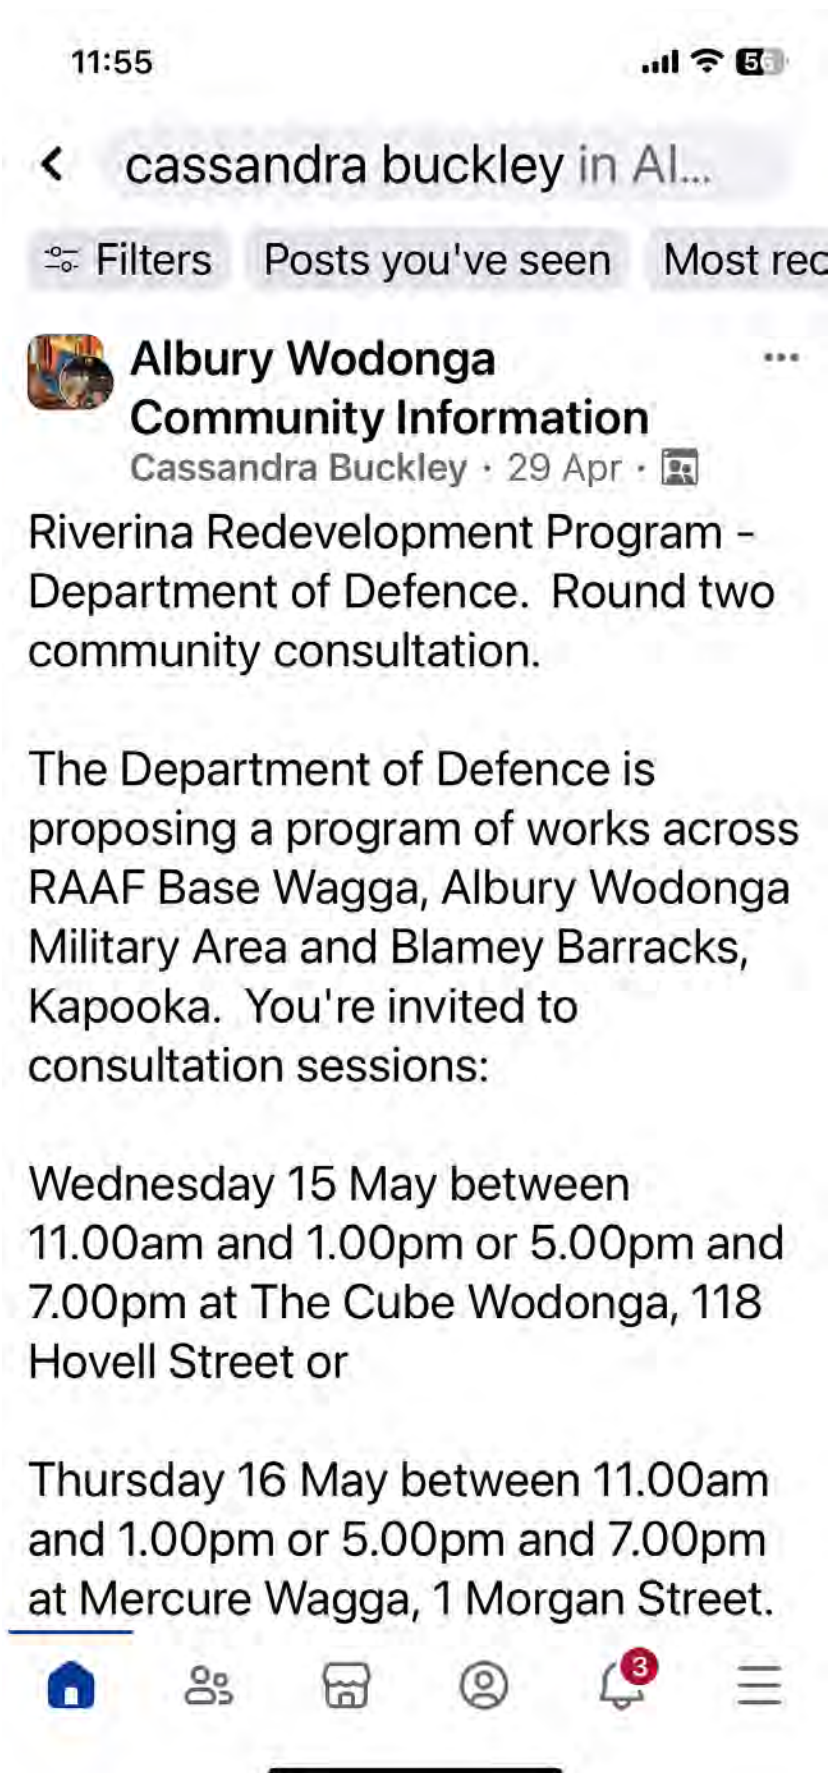 11:55
56
cassandra buckley in Al...
Filters Posts you've seen Most rec
Albury Wodonga
Community Information
Cassandra Buckley · 29 Apr ·
Riverina Redevelopment Program -
Department of Defence.  Round two
community consultation.
The Department of Defence is
proposing a program of works across
RAAF Base Wagga, Albury Wodonga
Military Area and Blamey Barracks,
Kapooka.  You're invited to
consultation sessions:
Wednesday 15 May between
11.00am and 1.00pm or 5.00pm and
7.00pm at The Cube Wodonga, 118
Hovell Street or
Thursday 16 May between 11.00am
and 1.00pm or 5.00pm and 7.00pm
at Mercure Wagga, 1 Morgan Street.
3